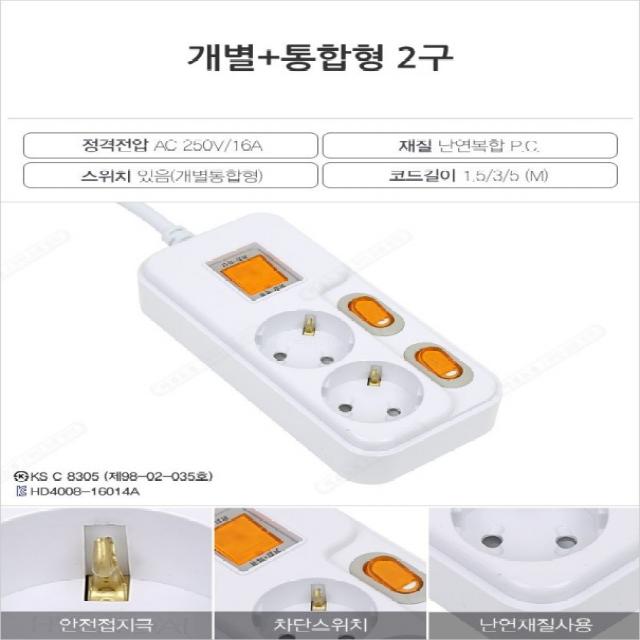 개별+통합형 2구
정격전압 AC 250V/16A
재질 난연복합 P.C.
스위치 있음(개별통합형)
코드길이 1.5/3/5 (M)
KS C 8305 (제98-02-035호)
HD4008-16014A
안전접지극
차단스위치
난연재질사용